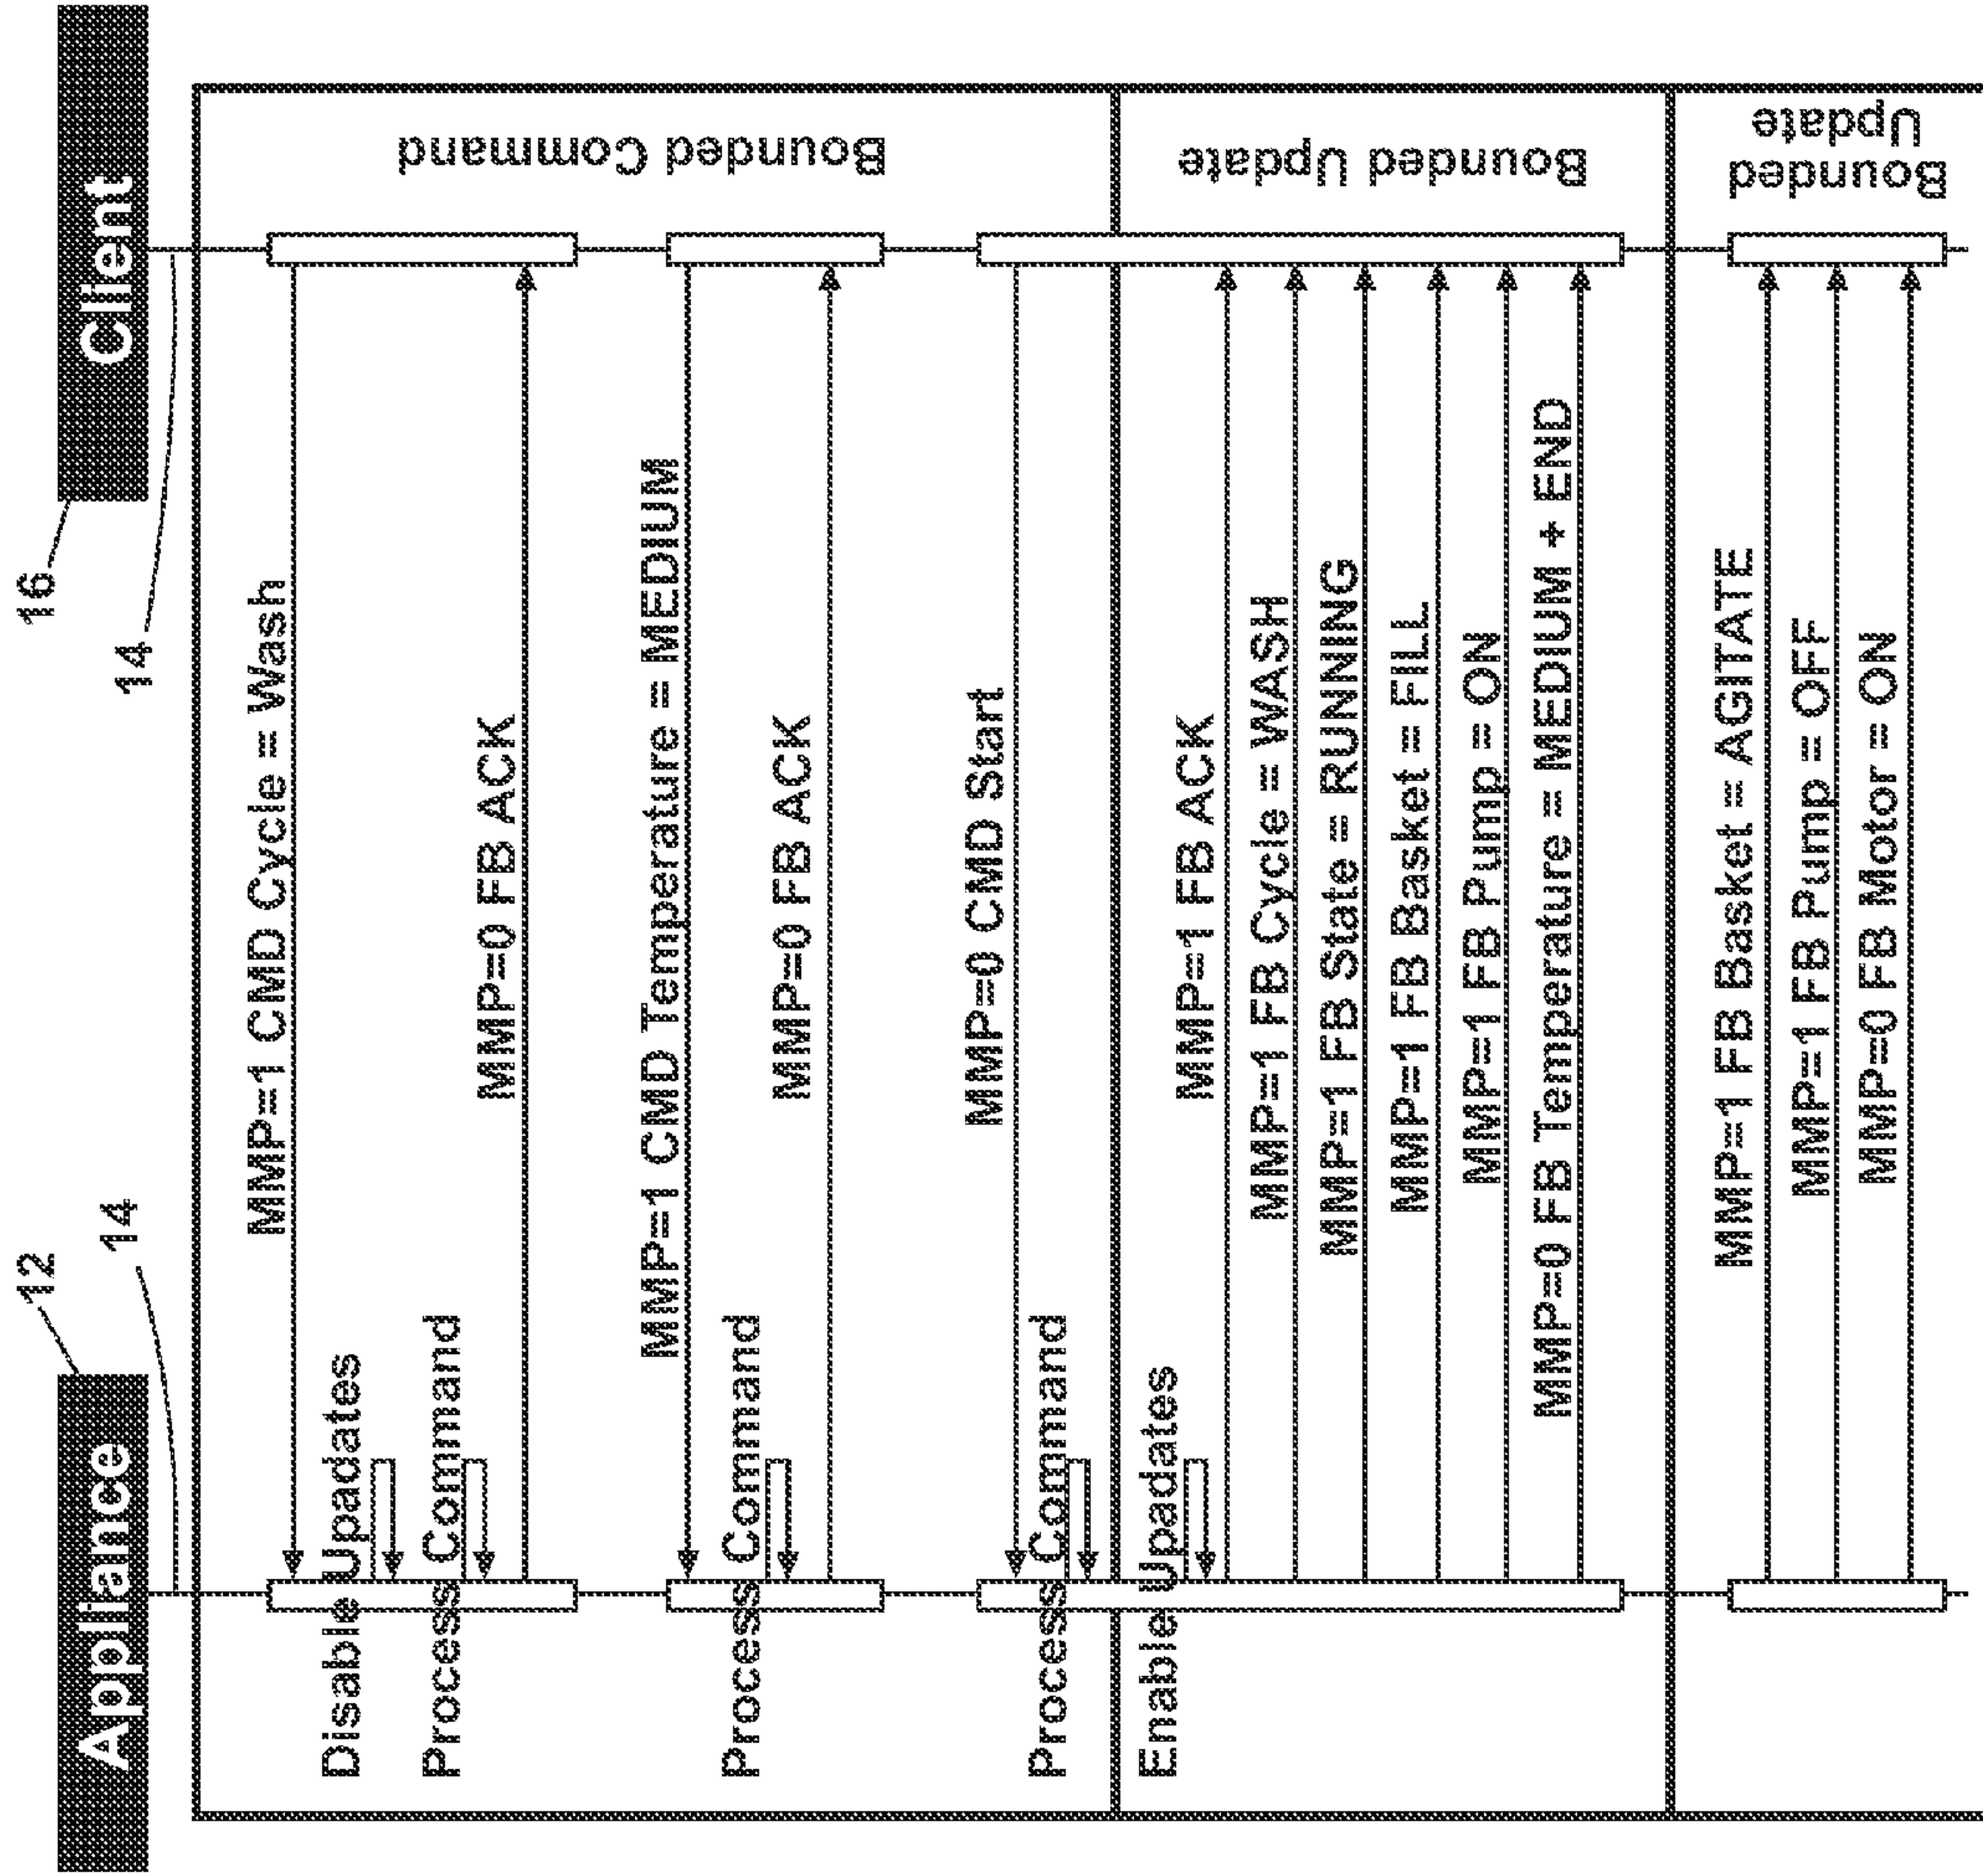 12
16
Appliance
Client
14
14
MMP=1 CMD Cycle = Wash
Disable Upadates
Process Command
MMP=0 FB ACK
MMP=1 CMD Temperature = MEDIUM
Process Command
MMP=0 FB ACK
MMP=0 CMD Start
Process Command
Bounded Command
Enable Upadates
MMP=1 FB ACK
MMP=1 FB Cycle = WASH
MMP=1 FB State = RUNNING
MMP=1 FB Basket = FILL
MMP=1 FB Pump = ON
MMP=0 FB Temperature = MEDIUM + END
Bounded Update
MMP=1 FB Basket = AGITATE
MMP=1 FB Pump = OFF
MMP=0 FB Motor = ON
Bounded
Update